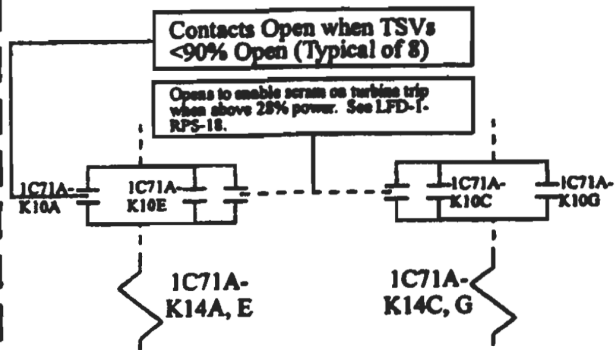 Contacts Open when TSVs
<90% Open (Typical of 8)
Opens to enable scram on turbine trip
when above 28% power. See LFD-1-
RPS-18.
1C71A-
K10A
1C71A-
K10E
1C71A-
K10C
1C71A-
K10G
1C71A-
K14A, E
1C71A-
K14C, G